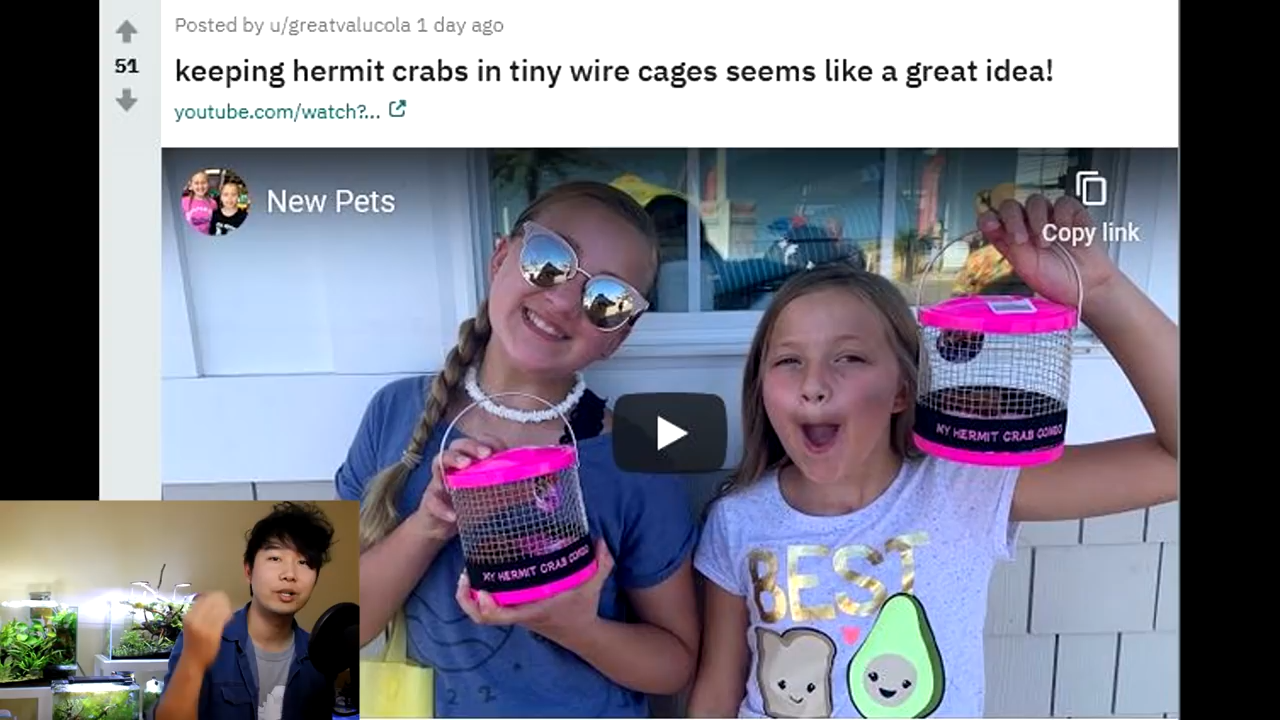 Posted by u/greatvalucola 1 day ago
51
keeping hermit crabs in tiny wire cages seems like a great idea!
youtube.com/watch?...
New Pets
Copy link
MY HERMIT CRAB CONDO
MY HERMIT CRAB CONDO
BEST